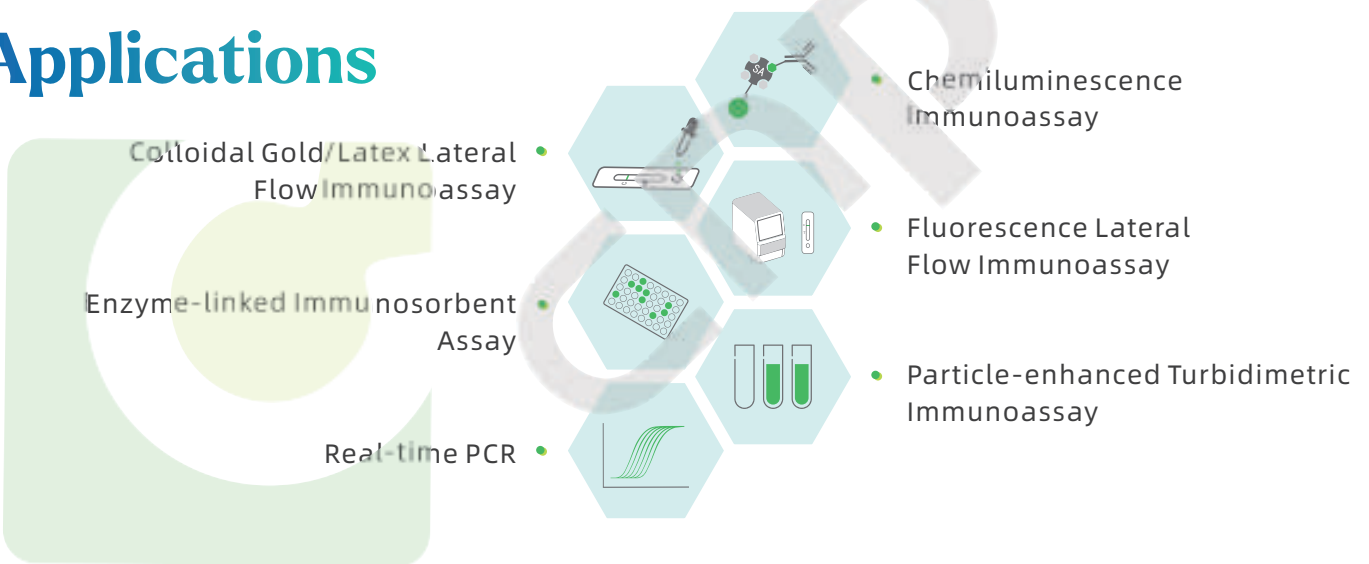 Applications
Colloidal Gold/Latex Lateral
Flow Immunoassay
Enzyme-linked Immunosorbent
Assay
Real-time PCR
SA
Chemiluminescence
Immunoassay
Fluorescence Lateral
Flow Immunoassay
Particle-enhanced Turbidimetric
Immunoassay